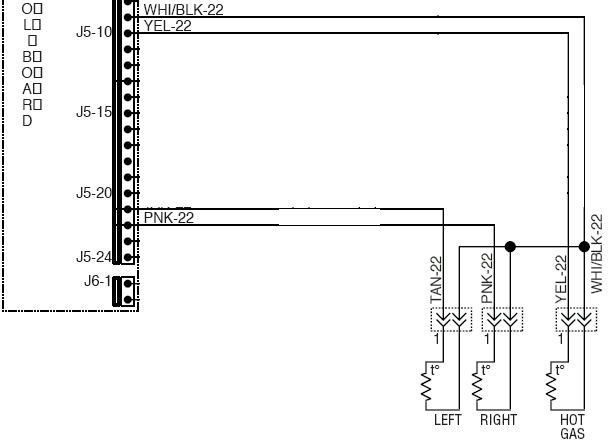 O
L
B
O
A
R
D
WHI/BLK-22
J5-10
YEL-22
J5-15
J5-20
PNK-22
J5-24
J6-1
TAN-22
PNK-22
YEL-22
WHI/BLK-22
1
1
1
t°
t°
t°
LEFT
RIGHT
HOT
GAS